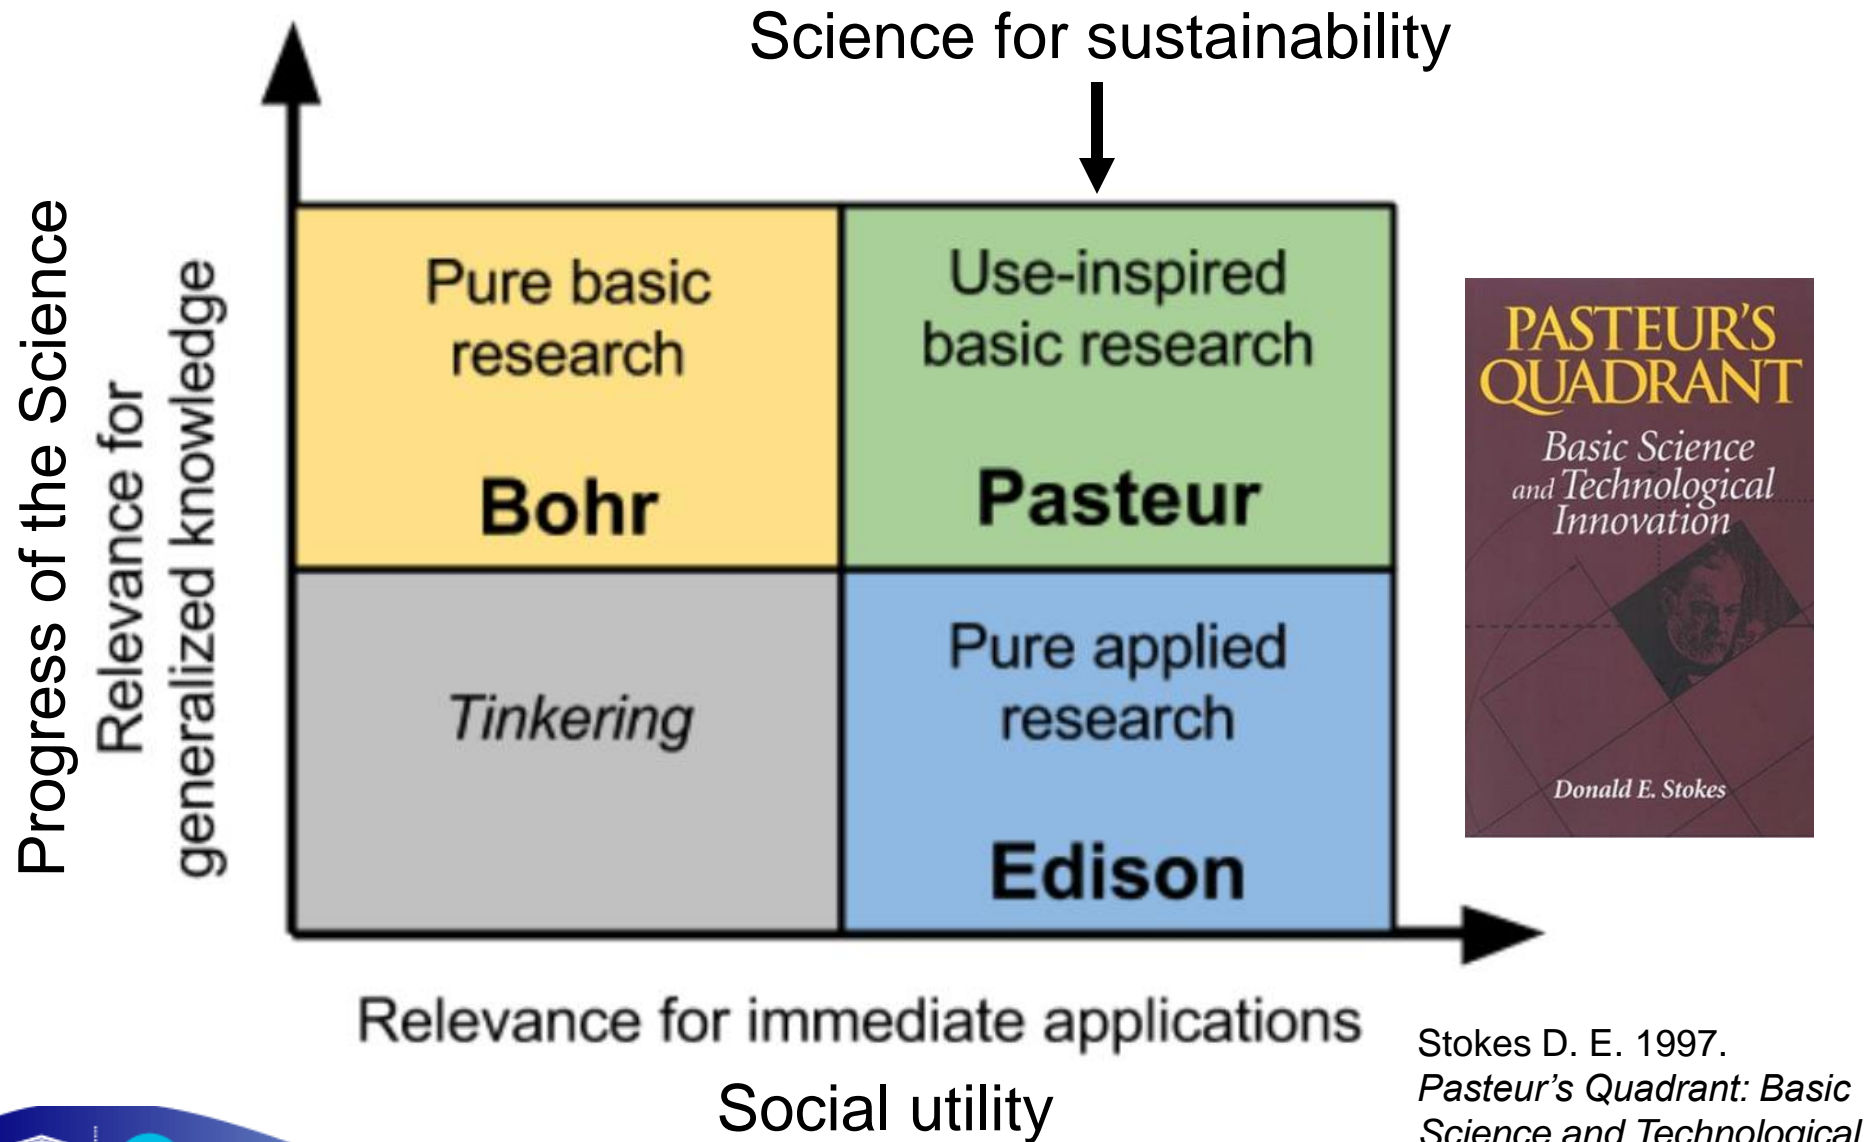 Science for sustainability
Progress of the Science
Relevance for
generalized knowledge
Pure basic
research
Bohr
Use-inspired
basic research
Pasteur
Tinkering
Pure applied
research
Edison
Relevance for immediate applications
Social utility
PASTEUR'S
QUADRANT
Basic Science
and Technological
Innovation
Donald E. Stokes
Stokes D. E. 1997.
Pasteur’s Quadrant: Basic
Science and Technological